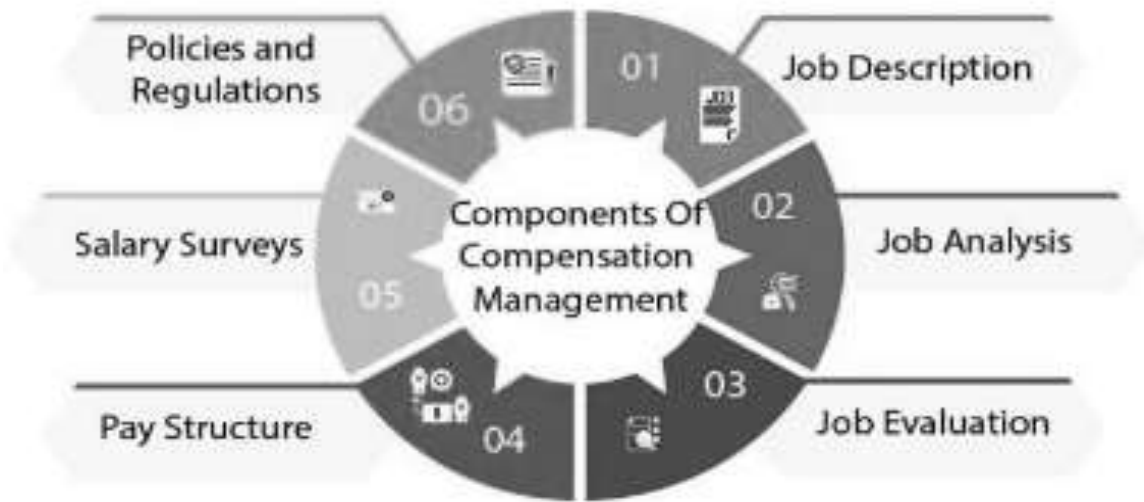 Components Of
Compensation
Management
01
Job Description
02
Job Analysis
03
Job Evaluation
04
Pay Structure
05
Salary Surveys
06
Policies and
Regulations